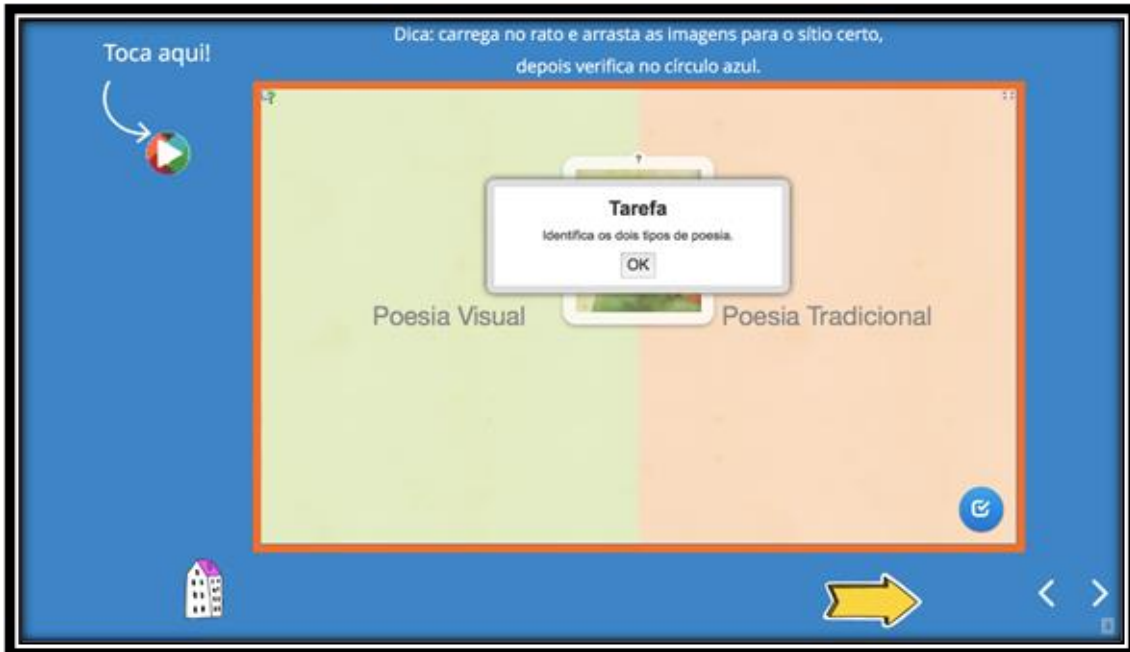 Toca aqui!
Dica: carrega no rato e arrasta as imagens para o sítio certo,
depois verifica no círculo azul.
?
?
Tarefa
Identifica os dois tipos de poesia.
OK
Poesia Visual
Poesia Tradicional